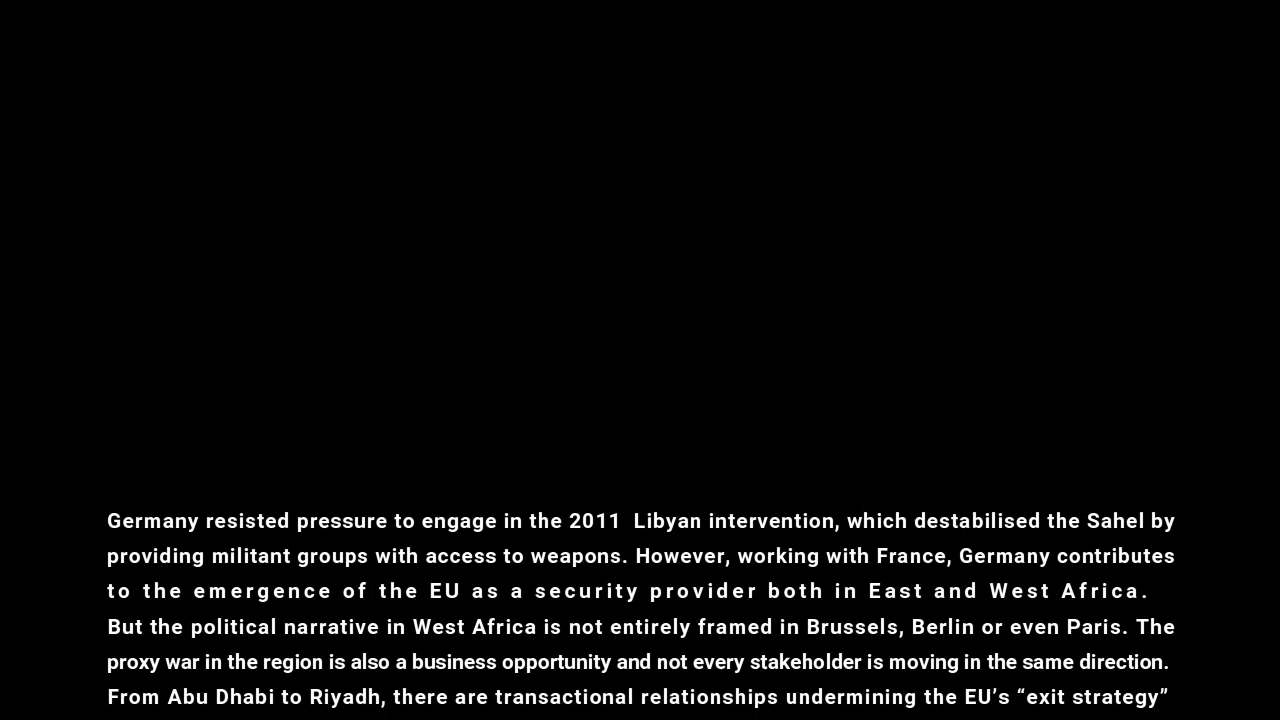 Germany resisted pressure to engage in the 2011  Libyan intervention, which destabilised the Sahel by
providing militant groups with access to weapons. However, working with France, Germany contributes
to the emergence of the EU as a security provider both in East and West Africa.
But the political narrative in West Africa is not entirely framed in Brussels, Berlin or even Paris. The
proxy war in the region is also a business opportunity and not every stakeholder is moving in the same direction.
From Abu Dhabi to Riyadh, there are transactional relationships undermining the EU’s “exit strategy”